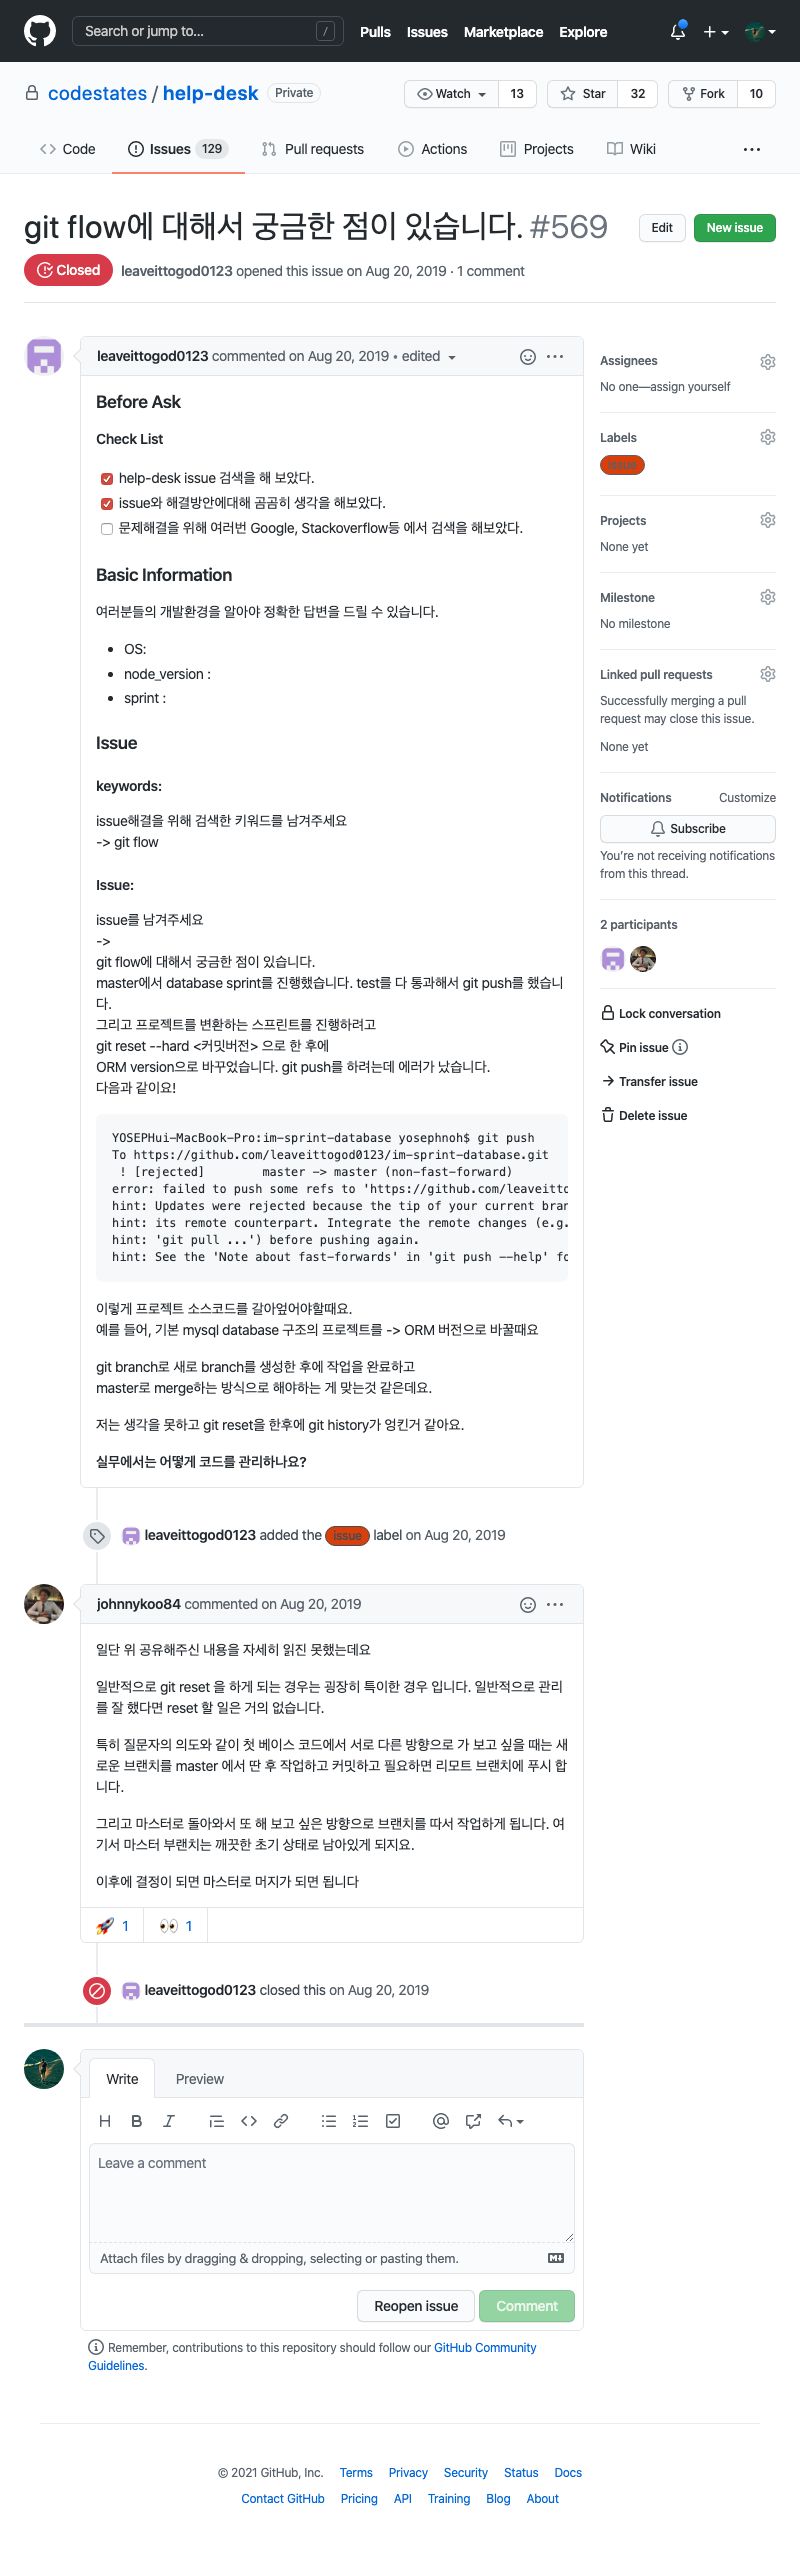 Search or jump to... /
Pulls Issues Marketplace Explore
codestates / help-desk Private
Watch 13 Star 32 Fork 10
Code Issues 129 Pull requests Actions Projects Wiki
git flow에 대해서 궁금한 점이 있습니다. #569
Edit New issue
Closed leaveittogod0123 opened this issue on Aug 20, 2019 · 1 comment
leaveittogod0123 commented on Aug 20, 2019 • edited
Before Ask
Check List
help-desk issue 검색을 해 보았다.
issue와 해결방안에대해 곰곰히 생각을 해보았다.
문제해결을 위해 여러번 Google, Stackoverflow등 에서 검색을 해보았다.
Basic Information
여러분들의 개발환경을 알아야 정확한 답변을 드릴 수 있습니다.
• OS:
• node_version :
• sprint :
Issue
keywords:
issue해결을 위해 검색한 키워드를 남겨주세요
-> git flow
Issue:
issue를 남겨주세요
->
git flow에 대해서 궁금한 점이 있습니다.
master에서 database sprint를 진행했습니다. test를 다 통과해서 git push를 했습니
다.
그리고 프로젝트를 변환하는 스프린트를 진행하려고
git reset --hard <커밋버전> 으로 한 후에
ORM version으로 바꾸었습니다. git push를 하려는데 에러가 났습니다.
다음과 같이요!
YOSEPHui-MacBook-Pro:im-sprint-database yosephnoh$ git push
To https://github.com/leaveittogod0123/im-sprint-database.git
! [rejected] master -> master (non-fast-forward)
error: failed to push some refs to 'https://github.com/leaveitto
hint: Updates were rejected because the tip of your current bran
hint: its remote counterpart. Integrate the remote changes (e.g.
hint: 'git pull ...') before pushing again.
hint: See the 'Note about fast-forwards' in 'git push --help' fo
이렇게 프로젝트 소스코드를 갈아엎어야할때요.
예를 들어, 기본 mysql database 구조의 프로젝트를 -> ORM 버전으로 바꿀때요
git branch로 새로 branch를 생성한 후에 작업을 완료하고
master로 merge하는 방식으로 해야하는 게 맞는것 같은데요.
저는 생각을 못하고 git reset을 한후에 git history가 엉킨거 같아요.
실무에서는 어떻게 코드를 관리하나요?
leaveittogod0123 added the issue label on Aug 20, 2019
johnnykoo84 commented on Aug 20, 2019
일단 위 공유해주신 내용을 자세히 읽진 못했는데요
일반적으로 git reset 을 하게 되는 경우는 굉장히 특이한 경우 입니다. 일반적으로 관리
를 잘 했다면 reset 할 일은 거의 없습니다.
특히 질문자의 의도와 같이 첫 베이스 코드에서 서로 다른 방향으로 가 보고 싶을 때는 새
로운 브랜치를 master 에서 딴 후 작업하고 커밋하고 필요하면 리모트 브랜치에 푸시 합
니다.
그리고 마스터로 돌아와서 또 해 보고 싶은 방향으로 브랜치를 따서 작업하게 됩니다. 여
기서 마스터 부랜치는 깨끗한 초기 상태로 남아있게 되지요.
이후에 결정이 되면 마스터로 머지가 되면 됩니다
1 1
leaveittogod0123 closed this on Aug 20, 2019
Write Preview
Leave a comment
Attach files by dragging & dropping, selecting or pasting them.
Reopen issue Comment
Remember, contributions to this repository should follow our GitHub Community
Guidelines.
Assignees
No one—assign yourself
Labels
issue
Projects
None yet
Milestone
No milestone
Linked pull requests
Successfully merging a pull
request may close this issue.
None yet
Notifications Customize
Subscribe
You're not receiving notifications
from this thread.
2 participants
Lock conversation
Pin issue
Transfer issue
Delete issue
© 2021 GitHub, Inc. Terms Privacy Security Status Docs
Contact GitHub Pricing API Training Blog About